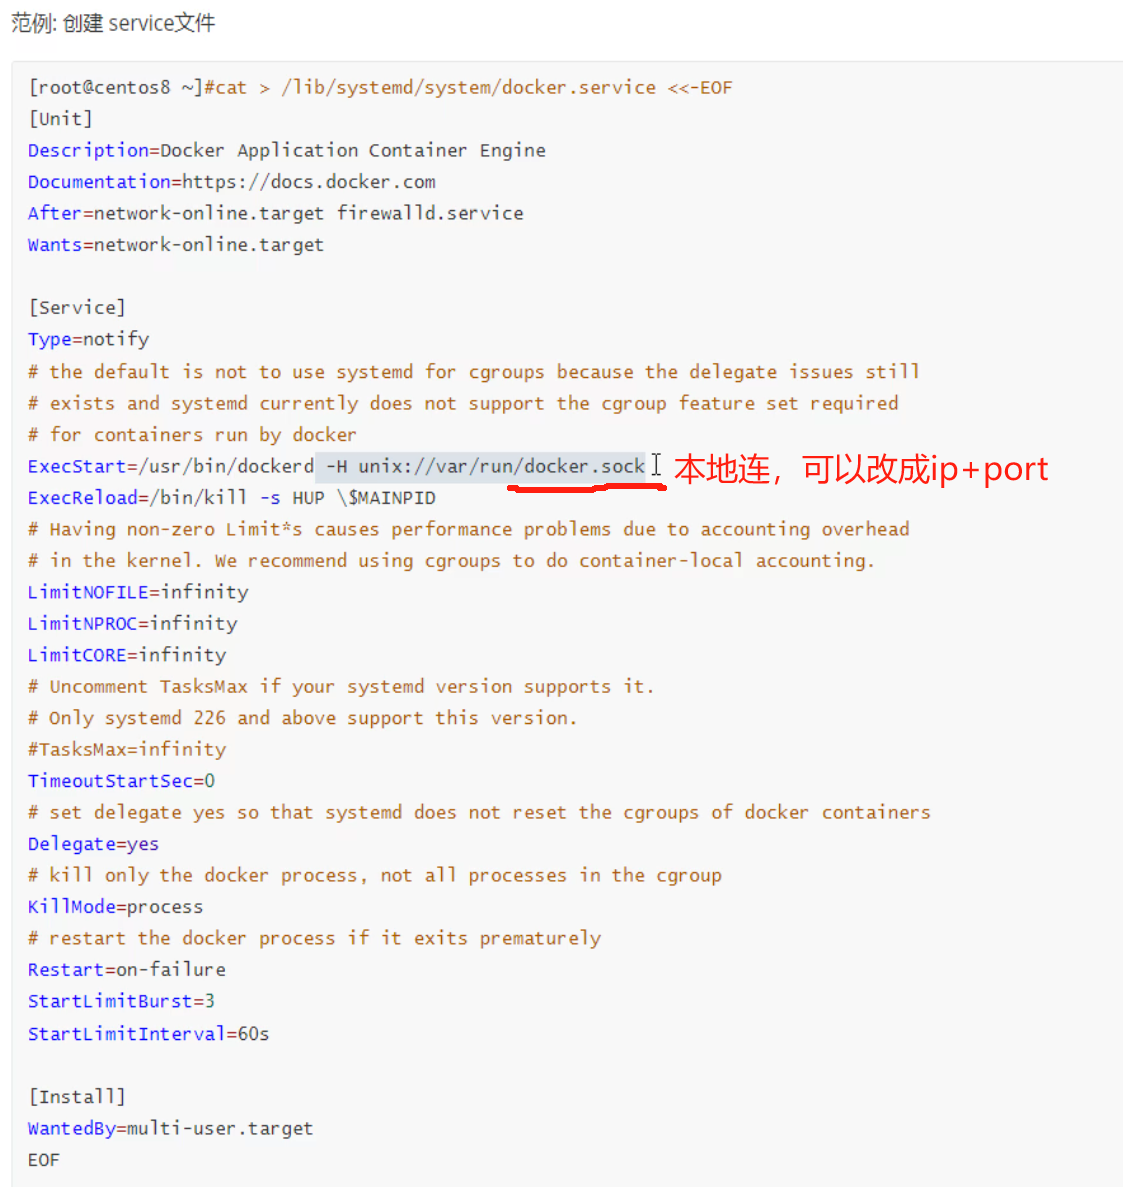 范例: 创建 service文件
[root@centos8 ~]#cat > /lib/systemd/system/docker.service <<-EOF
[Unit]
Description=Docker Application Container Engine
Documentation=https://docs.docker.com
After=network-online.target firewalld.service
Wants=network-online.target
[Service]
Type=notify
# the default is not to use systemd for cgroups because the delegate issues still
# exists and systemd currently does not support the cgroup feature set required
# for containers run by docker
ExecStart=/usr/bin/dockerd -H unix://var/run/docker.sock 本地连，可以改成ip+port
ExecReload=/bin/kill -s HUP \$MAINPID
# Having non-zero Limit*s causes performance problems due to accounting overhead
# in the kernel. We recommend using cgroups to do container-local accounting.
LimitNOFILE=infinity
LimitNPROC=infinity
LimitCORE=infinity
# Uncomment TasksMax if your systemd version supports it.
# Only systemd 226 and above support this version.
#TasksMax=infinity
TimeoutStartSec=0
# set delegate yes so that systemd does not reset the cgroups of docker containers
Delegate=yes
# kill only the docker process, not all processes in the cgroup
KillMode=process
# restart the docker process if it exits prematurely
Restart=on-failure
StartLimitBurst=3
StartLimitInterval=60s
[Install]
WantedBy=multi-user.target
EOF